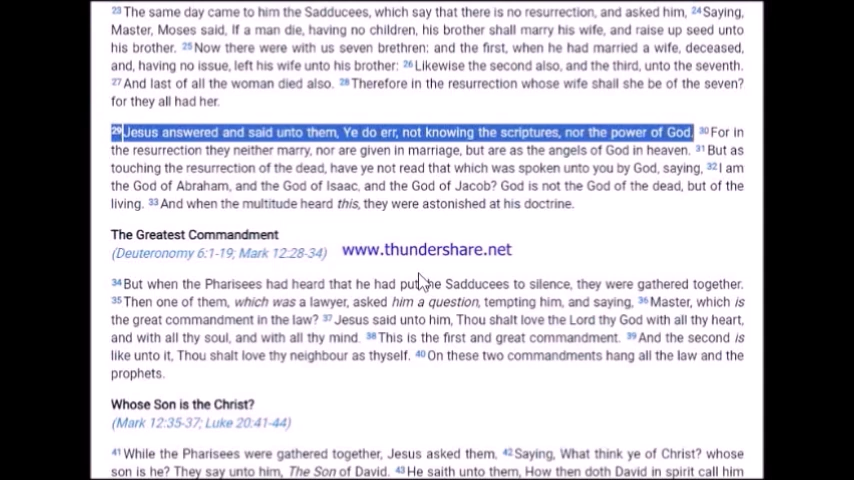 23 The same day came to him the Sadducees, which say that there is no resurrection, and asked him, 24 Saying,
Master, Moses said, If a man die, having no children, his brother shall marry his wife, and raise up seed unto
his brother. 25 Now there were with us seven brethren: and the first, when he had married a wife, deceased,
and, having no issue, left his wife unto his brother: 26 Likewise the second also, and the third, unto the seventh.
27 And last of all the woman died also. 28 Therefore in the resurrection whose wife shall she be of the seven?
for they all had her.
29 Jesus answered and said unto them, Ye do err, not knowing the scriptures, nor the power of God. 30 For in
the resurrection they neither marry, nor are given in marriage, but are as the angels of God in heaven. 31 But as
touching the resurrection of the dead, have ye not read that which was spoken unto you by God, saying, 32 I am
the God of Abraham, and the God of Isaac, and the God of Jacob? God is not the God of the dead, but of the
living. 33 And when the multitude heard this, they were astonished at his doctrine.
The Greatest Commandment
(Deuteronomy 6:1-19; Mark 12:28-34)
www.thundershare.net
34 But when the Pharisees had heard that he had put the Sadducees to silence, they were gathered together.
35 Then one of them, which was a lawyer, asked him a question, tempting him, and saying, 36 Master, which is
the great commandment in the law? 37 Jesus said unto him, Thou shalt love the Lord thy God with all thy heart,
and with all thy soul, and with all thy mind. 38 This is the first and great commandment. 39 And the second is
like unto it, Thou shalt love thy neighbour as thyself. 40 On these two commandments hang all the law and the
prophets.
Whose Son is the Christ?
(Mark 12:35-37; Luke 20:41-44)
41 While the Pharisees were gathered together, Jesus asked them, 42 Saying, What think ye of Christ? whose
son is he? They say unto him, The Son of David. 43 He saith unto them, How then doth David in spirit call him